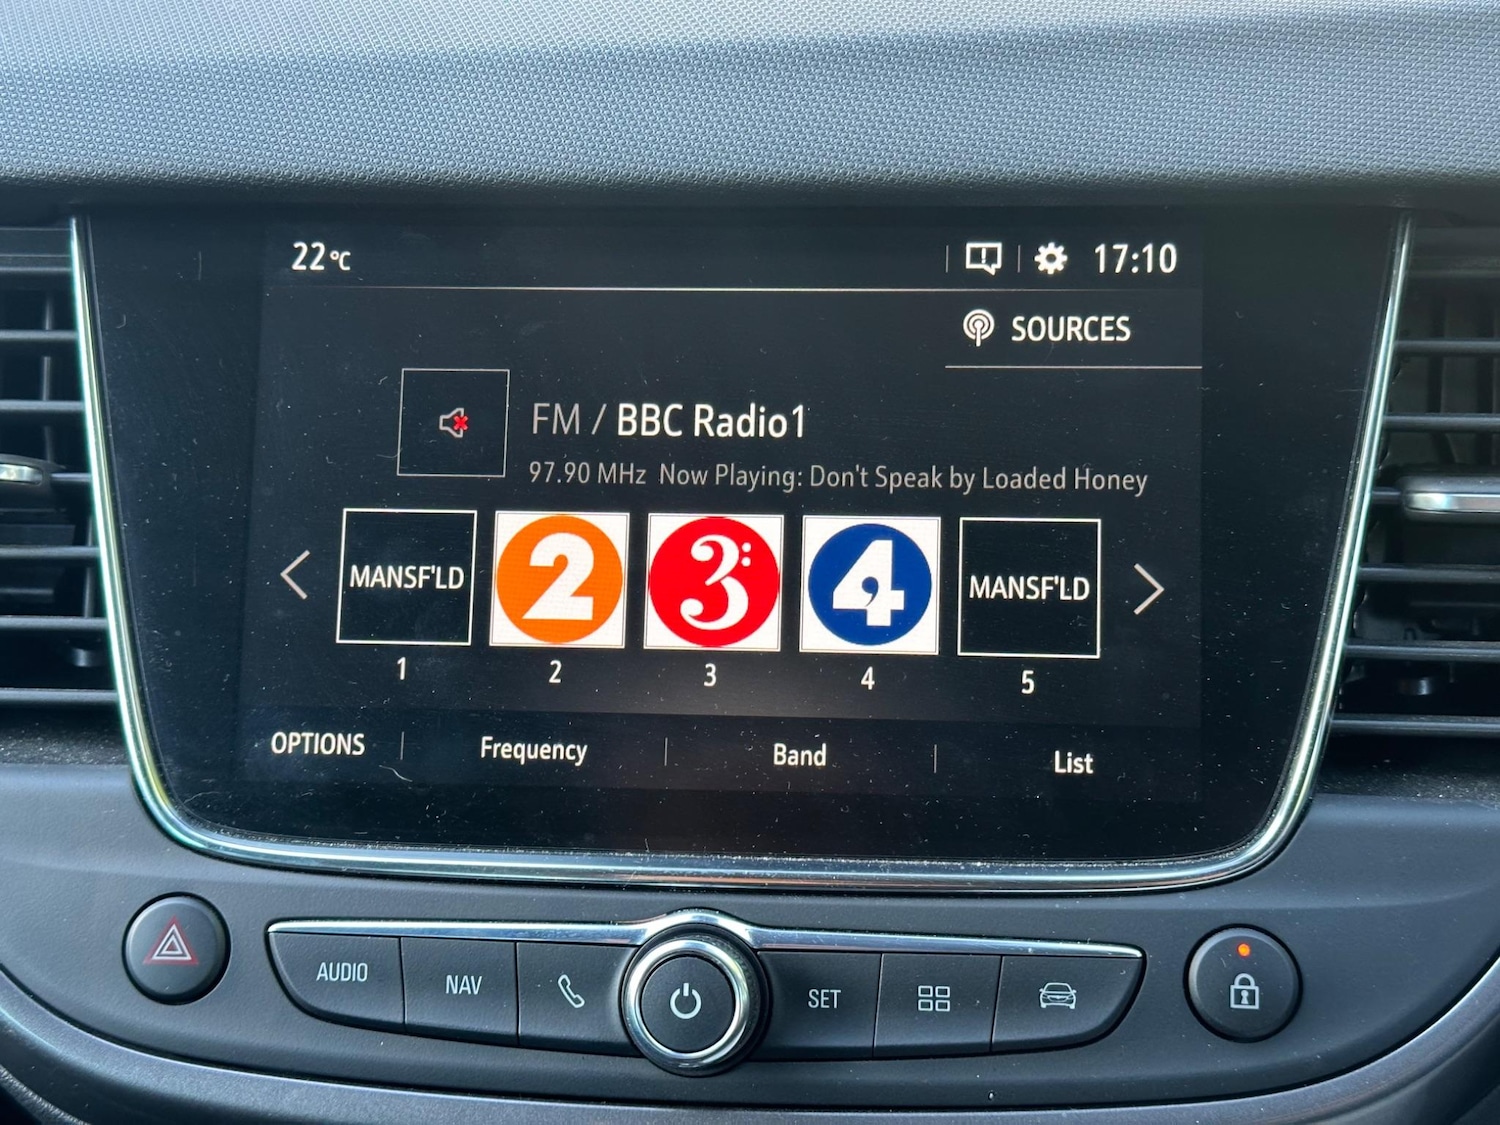 22°C
17:10
SOURCES
FM / BBC Radio1
97.90 MHz Now Playing: Don't Speak by Loaded Honey
MANSF'LD 2 3 4 MANSF'LD
1 2 3 4 5
OPTIONS Frequency Band List
AUDIO NAV SET